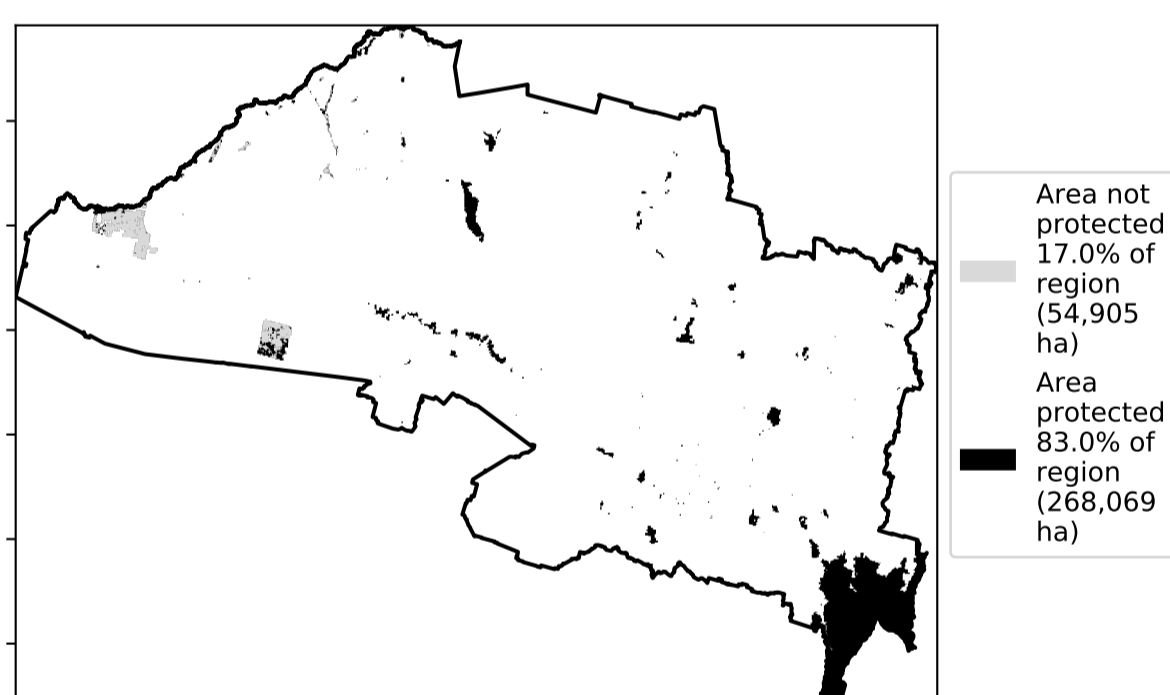 Area not
protected
17.0% of
region
(54,905
ha)
Area
protected
83.0% of
region
(268,069
ha)